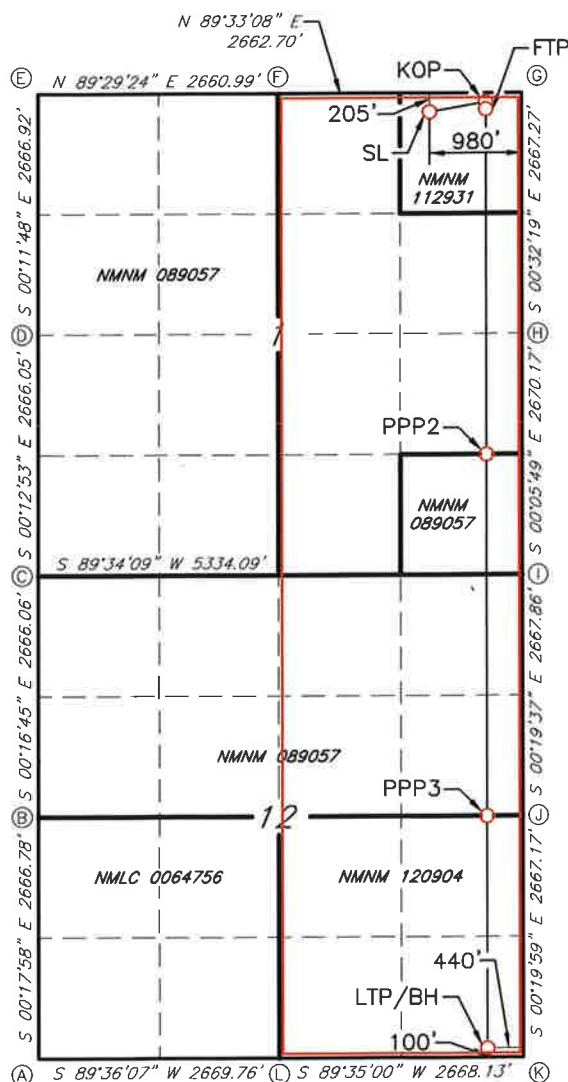 N 89°33'08" E
2662.70'
FTP
KOP
E
N 89°29'24" E 2660.99'
F
G
205'
SL
980'
NMNM
112931
S 00°11'48" E 2666.92'
S 00°32'19" E 2667.27'
NMNM 089057
D
1
H
PPP2
S 00°12'53" E 2666.05'
S 00°05'49" E 2670.17'
NMNM
089057
C
S 89°34'09" W 5334.09'
I
S 00°16'45" E 2666.06'
S 00°19'37" E 2667.86'
NMNM 089057
PPP3
B
12
J
NMLC 0064756
NMNM 120904
S 00°17'58" E 2666.78'
S 00°19'59" E 2667.17'
440'
LTP/BH
100'
A
S 89°36'07" W 2669.76'
L
S 89°35'00" W 2668.13'
K